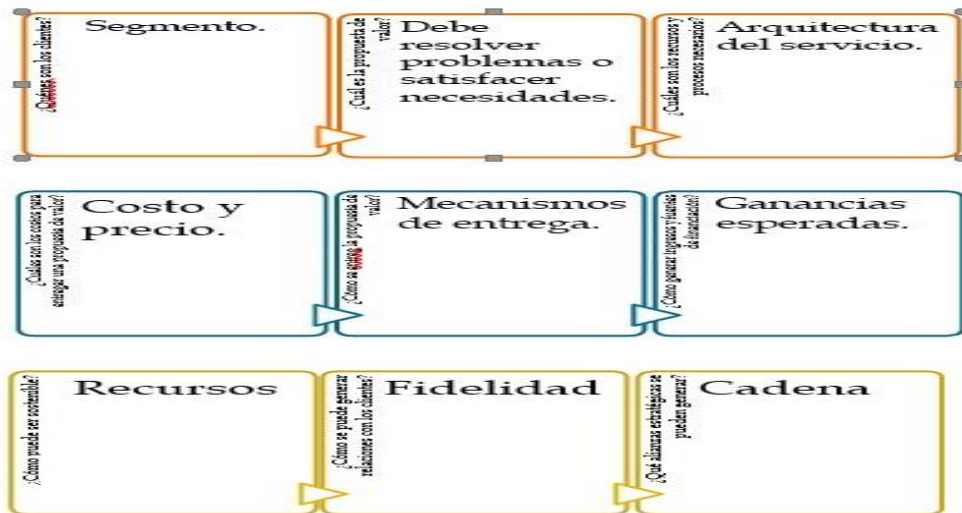 ¿Quiénes son los clientes?
Segmento.
¿Cuál es la propuesta de
valor?
Debe
resolver
problemas o
satisfacer
necesidades.
¿Cuáles son los recursos y
procesos necesarios?
Arquitectura
del servicio.
¿Cuáles son los costos para
entregar una propuesta de valor?
Costo y
precio.
¿Cómo se la propuesta de
valor?
Mecanismos
de entrega.
¿Cómo generar ingresos y fuentes
de financiación?
Ganancias
esperadas.
¿Cómo puede ser sostenible?
Recursos
¿Cómo se puede generar
relaciones con los clientes?
Fidelidad
¿Qué alianzas estratégicas se
pueden generar?
Cadena